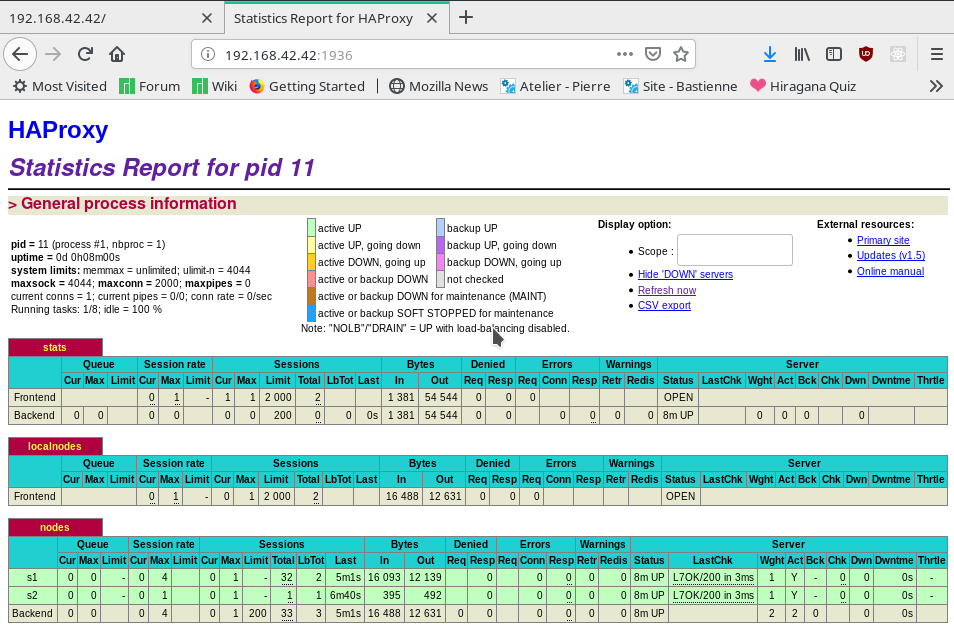 192.168.42.42/ Statistics Report for HAProxy
192.168.42.42:1936
Most Visited Forum Wiki Getting Started Mozilla News Atelier - Pierre Site - Bastienne Hiragana Quiz
HAProxy
Statistics Report for pid 11
> General process information
pid = 11 (process #1, nbproc = 1)
uptime = 0d 0h08m00s
system limits: memmax = unlimited; ulimit-n = 4044
maxsock = 4044; maxconn = 2000; maxpipes = 0
current conns = 1; current pipes = 0/0; conn rate = 0/sec
Running tasks: 1/8; idle = 100 %
active UP backup UP
active UP, going down backup UP, going down
active DOWN, going up backup DOWN, going up
active or backup DOWN not checked
active or backup DOWN for maintenance (MAINT)
active or backup SOFT STOPPED for maintenance
Note: "NOLB"/"DRAIN" = UP with load-balancing disabled.
Display option:
Scope :
Hide 'DOWN' servers
Refresh now
CSV export
External resources:
Primary site
Updates (v1.5)
Online manual
stats
Queue Session rate Sessions Bytes Denied Errors Warnings Server
Cur Max Limit Cur Max Limit Cur Max Limit Total LbTot Last In Out Req Resp Req Conn Resp Retr Redis Status LastChk Wght Act Bck Chk Dwn Dwntme Thrtle
Frontend 0 1 - 1 1 2 000 2 1 381 54 544 0 0 0 OPEN
Backend 0 0 0 0 0 0 200 0 0 0s 1 381 54 544 0 0 0 0 0 0 8m UP 0 0 0 0
localnodes
Queue Session rate Sessions Bytes Denied Errors Warnings Server
Cur Max Limit Cur Max Limit Cur Max Limit Total LbTot Last In Out Req Resp Req Conn Resp Retr Redis Status LastChk Wght Act Bck Chk Dwn Dwntme Thrtle
Frontend 0 1 - 0 1 2 000 2 16 488 12 631 0 0 0 OPEN
nodes
Queue Session rate Sessions Bytes Denied Errors Warnings Server
Cur Max Limit Cur Max Limit Cur Max Limit Total LbTot Last In Out Req Resp Req Conn Resp Retr Redis Status LastChk Wght Act Bck Chk Dwn Dwntme Thrtle
s1 0 0 - 0 4 0 1 - 32 2 5m1s 16 093 12 139 0 0 0 0 0 8m UP L7OK/200 in 3ms 1 Y - 0 0 0s -
s2 0 0 - 0 1 0 1 - 1 1 6m40s 395 492 0 0 0 0 0 8m UP L7OK/200 in 3ms 1 Y - 0 0 0s -
Backend 0 0 0 4 0 1 200 33 3 5m1s 16 488 12 631 0 0 0 0 0 0 8m UP 2 2 0 0 0s